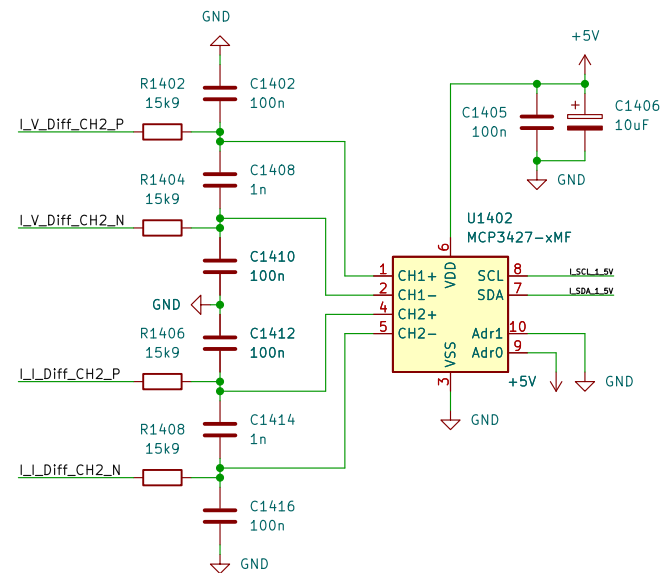 GND
+5V
R1402
15k9
C1402
100n
I_V_Diff_CH2_P
C1405
100n
C1406
10uF
+
GND
R1404
15k9
C1408
1n
I_V_Diff_CH2_N
U1402
MCP3427-xMF
C1410
100n
6
VDD
1
CH1+
SCL
8
I_SCL_1_5V
2
CH1-
SDA
7
I_SDA_1_5V
GND
4
CH2+
5
CH2-
Adr1
10
Adr0
9
VSS
3
R1406
15k9
C1412
100n
I_I_Diff_CH2_P
+5V
GND
GND
R1408
15k9
C1414
1n
I_I_Diff_CH2_N
C1416
100n
GND